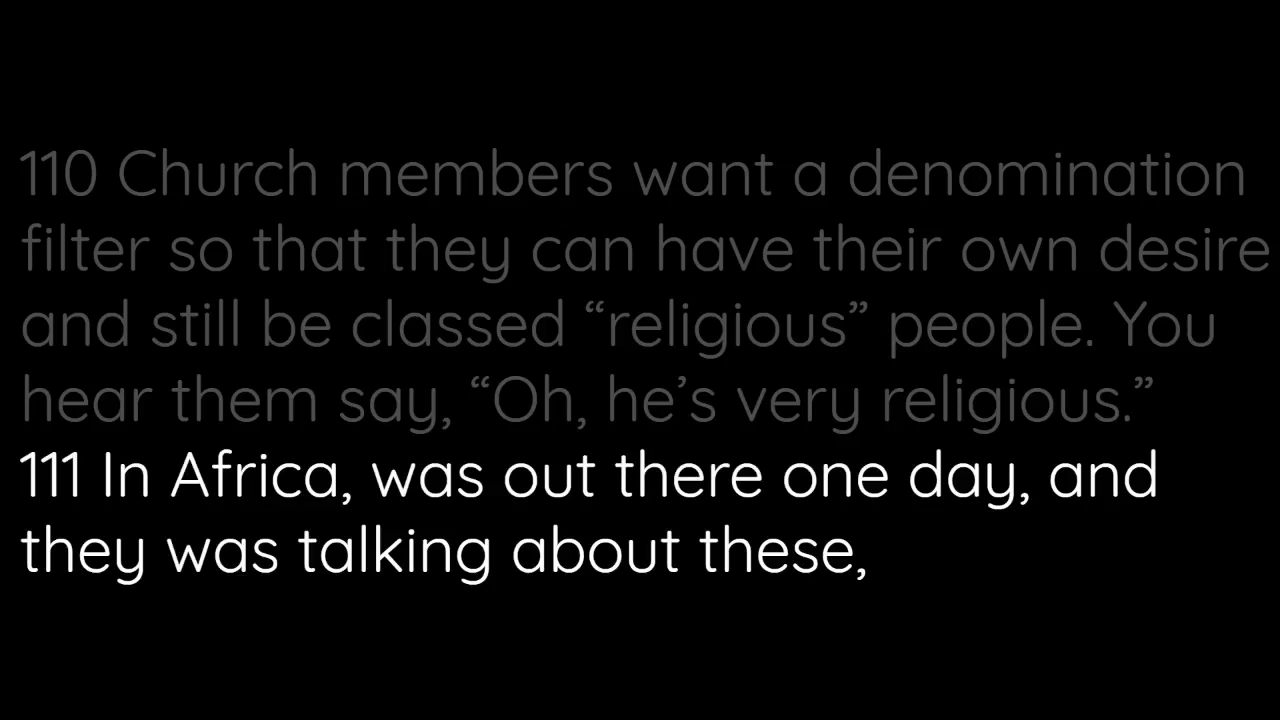 110 Church members want a denomination
filter so that they can have their own desire
and still be classed “religious” people. You
hear them say, “Oh, he’s very religious.”
111 In Africa, was out there one day, and
they was talking about these,